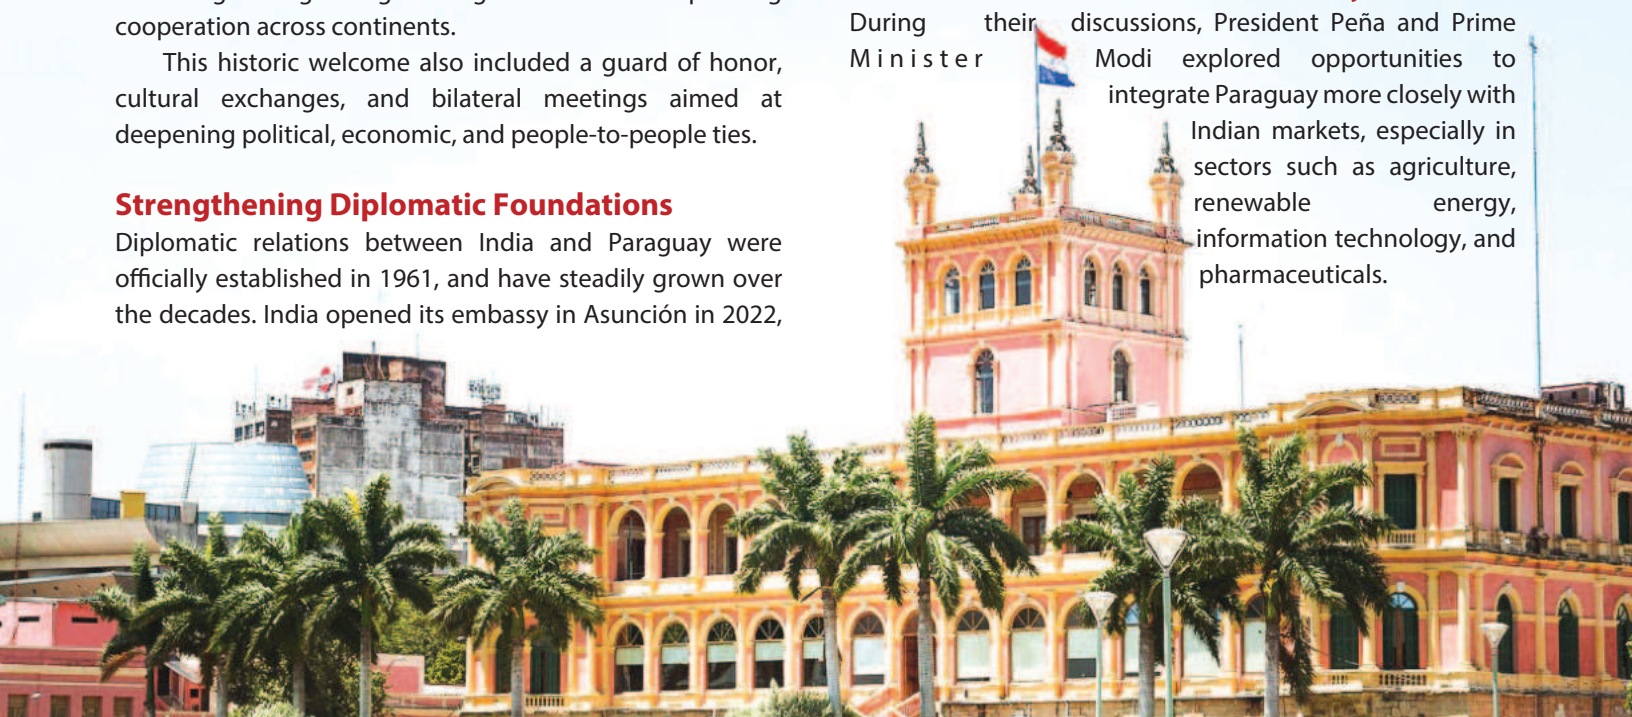 cooperation across continents.
This historic welcome also included a guard of honor,
cultural exchanges, and bilateral meetings aimed at
deepening political, economic, and people-to-people ties.
Strengthening Diplomatic Foundations
Diplomatic relations between India and Paraguay were
officially established in 1961, and have steadily grown over
the decades. India opened its embassy in Asunción in 2022,
During their discussions, President Peña and Prime
Minister Modi explored opportunities to
integrate Paraguay more closely with
Indian markets, especially in
sectors such as agriculture,
renewable energy,
information technology, and
pharmaceuticals.